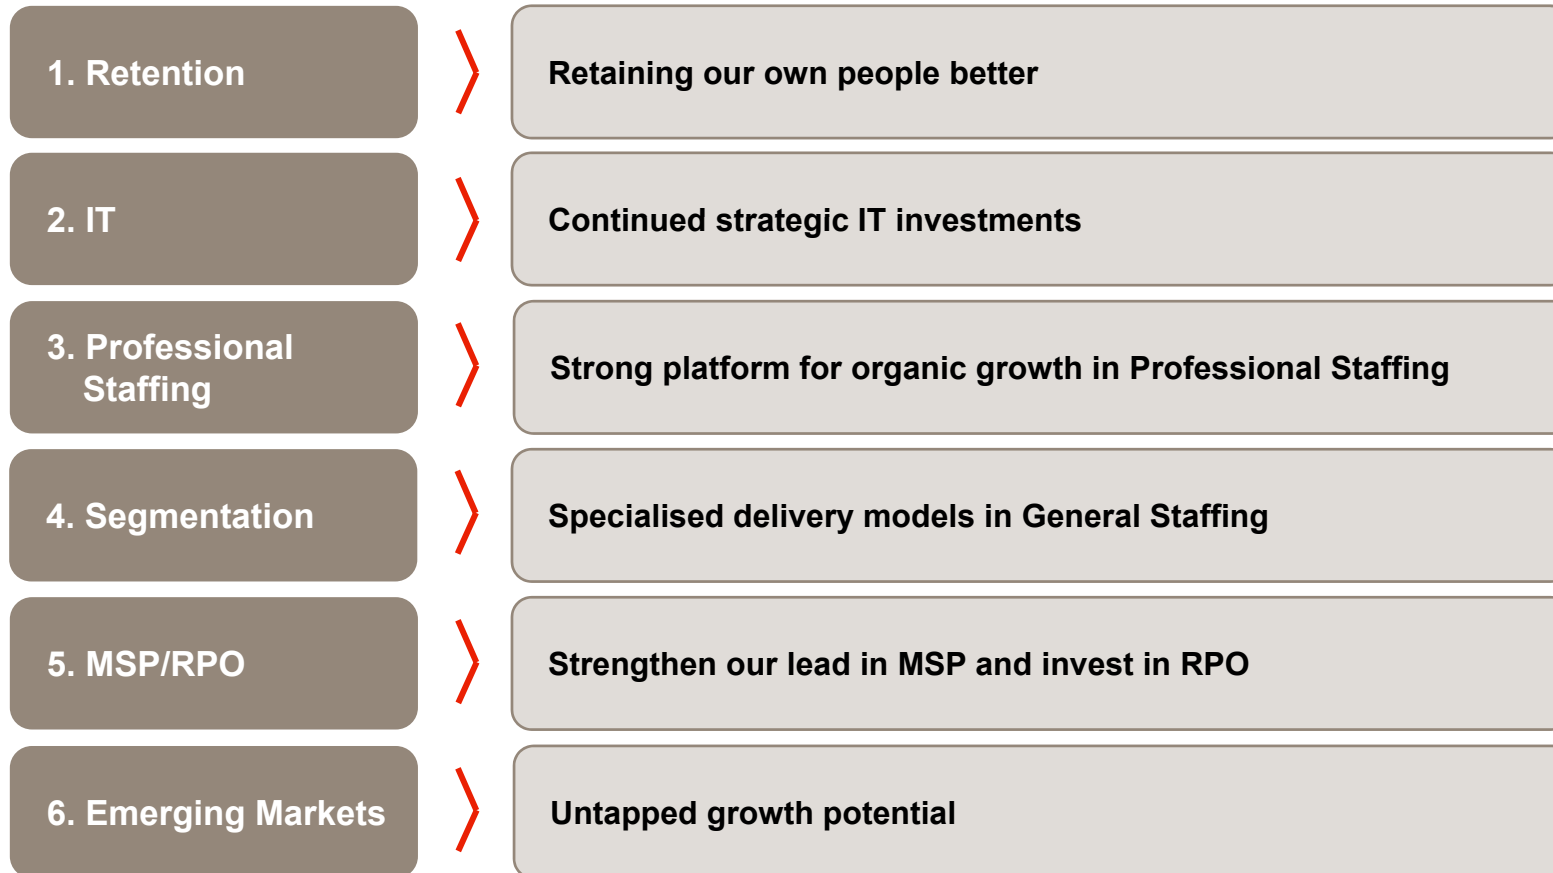 1. Retention
Retaining our own people better
2. IT
Continued strategic IT investments
3. Professional
Staffing
Strong platform for organic growth in Professional Staffing
4. Segmentation
Specialised delivery models in General Staffing
5. MSP/RPO
Strengthen our lead in MSP and invest in RPO
6. Emerging Markets
Untapped growth potential